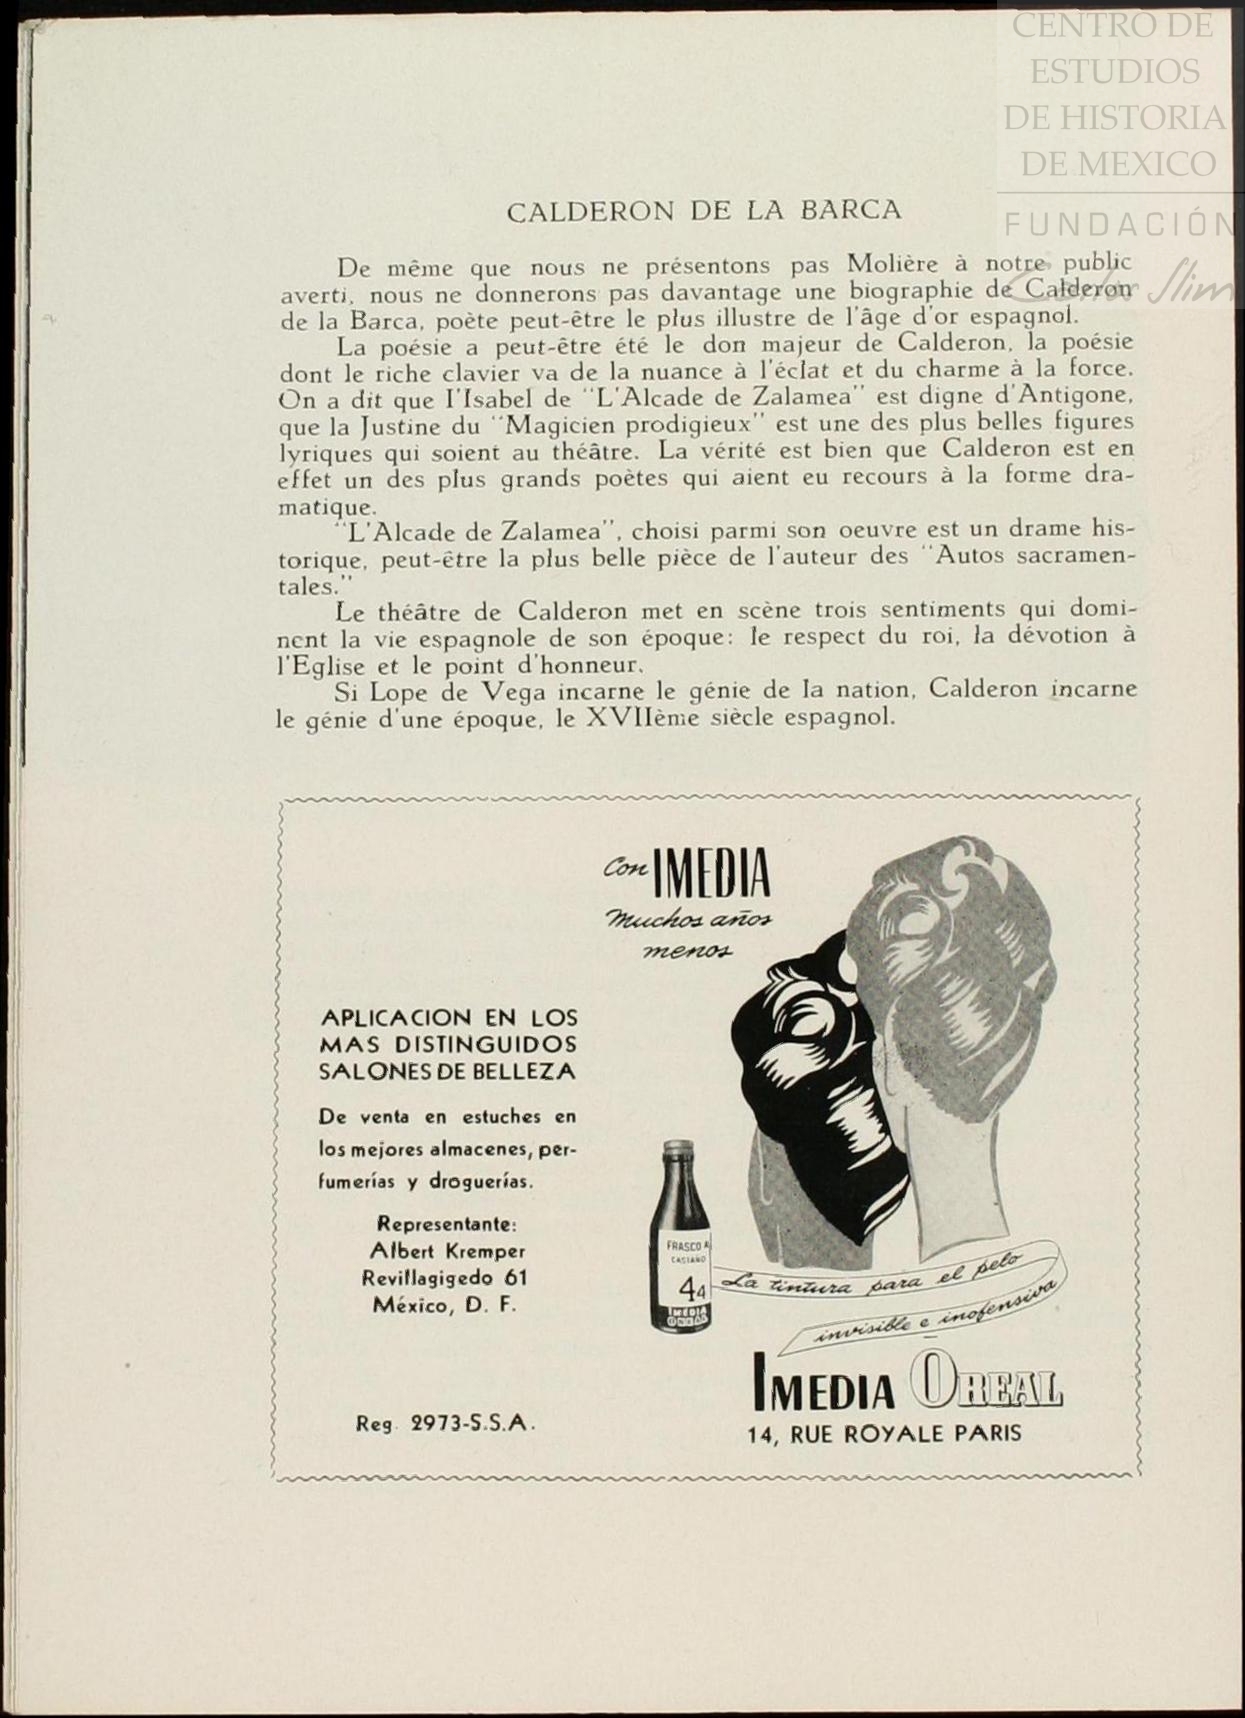 CENTRO DE
ESTUDIOS
DE HISTORIA
DE MEXICO
FUNDACIÓN
Carlos Slim
CALDERON DE LA BARCA
De même que nous ne présentons pas Molière à notre public
averti, nous ne donnerons pas davantage une biographie de Calderon
de la Barca, poète peut-être le plus illustre de l'âge d'or espagnol.
La poésie a peut-être été le don majeur de Calderon, la poésie
dont le riche clavier va de la nuance à l'éclat et du charme à la force.
On a dit que l'Isabel de "L'Alcade de Zalamea" est digne d'Antigone,
que la Justine du "Magicien prodigieux" est une des plus belles figures
lyriques qui soient au théâtre. La vérité est bien que Calderon est en
effet un des plus grands poètes qui aient eu recours à la forme dra-
matique.
"L'Alcade de Zalamea", choisi parmi son oeuvre est un drame his-
torique, peut-être la plus belle pièce de l'auteur des "Autos sacramen-
tales."
Le théâtre de Calderon met en scène trois sentiments qui domi-
nent la vie espagnole de son époque: le respect du roi, la dévotion à
l'Eglise et le point d'honneur.
Si Lope de Vega incarne le génie de la nation, Calderon incarne
le génie d'une époque, le XVIIème siècle espagnol.
Con IMEDIA
Muchos años
menos
APLICACION EN LOS
MAS DISTINGUIDOS
SALONES DE BELLEZA
De venta en estuches en
los mejores almacenes, per-
fumerías y droguerías.
Representante:
Albert Kremper
Revillagigedo 61
México, D. F.
Reg. 2973-S.S.A.
FRASCO A
CASTAÑO
44
IMEDIA
OREAL
La tintura para el pelo
invisible e inofensiva
IMEDIA OREAL
14, RUE ROYALE PARIS